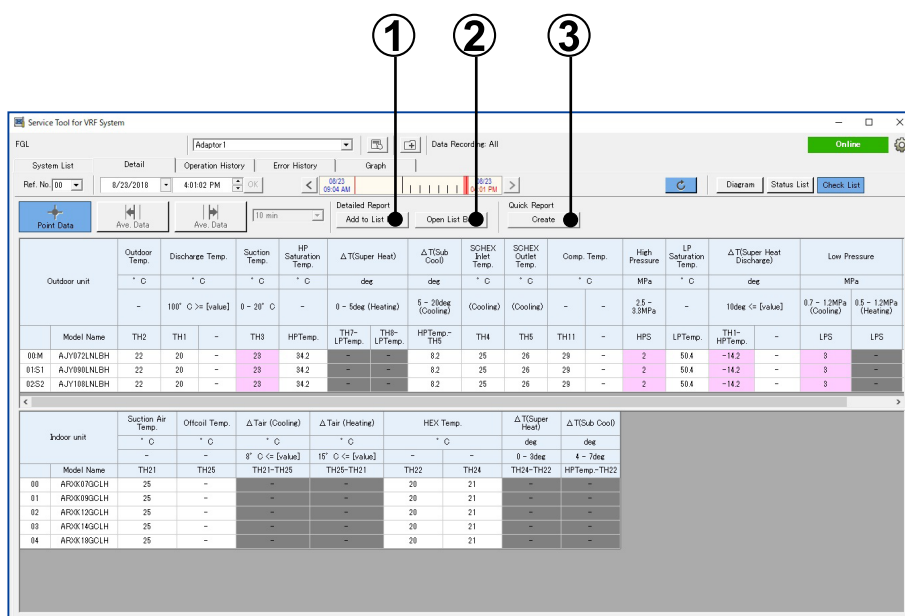 1 2 3
Service Tool for VRF System
FGL Adaptor1 Data Recording: All Online
System List Detail Operation History Error History Graph
Ref. No. 00 8/23/2018 4:01:02 PM OK < 08/23 09:04 AM 08/23 04:01 PM > Diagram Status List Check List
Detailed Report Quick Report
Point Data Ave. Data Ave. Data 10 min Add to List Open List Create
Outdoor unit Outdoor Temp. Discharge Temp. Suction Temp. HP Saturation Temp. ΔT(Super Heat) ΔT(Sub Cool) SCHEX Inlet Temp. SCHEX Outlet Temp. Comp. Temp. High Pressure LP Saturation Temp. ΔT(Super Heat Discharge) Low Pressure
° C ° C ° C ° C deg deg ° C ° C ° C MPa ° C deg MPa
- 100° C >= [value] 0 - 20° C - 0 - 5deg (Heating) 5 - 20deg (Cooling) (Cooling) (Cooling) - - 2.5 - 3.3MPa - 10deg <= [value] 0.7 - 1.2MPa (Cooling) 0.5 - 1.2MPa (Heating)
Model Name TH2 TH1 - TH3 HPTemp. TH7-LPTemp. TH8-LPTemp. HPTemp.-TH5 TH4 TH5 TH11 - HPS LPTemp. TH1-HPTemp. - LPS LPS
00:M AJY072LNLBH 22 20 - 23 34.2 - - 8.2 25 26 29 - 2 50.4 -14.2 - 3 -
01:S1 AJY090LNLBH 22 20 - 23 34.2 - - 8.2 25 26 29 - 2 50.4 -14.2 - 3 -
02:S2 AJY108LNLBH 22 20 - 23 34.2 - - 8.2 25 26 29 - 2 50.4 -14.2 - 3 -
< >
Indoor unit Suction Air Temp. Offcoil Temp. ΔTair (Cooling) ΔTair (Heating) HEX Temp. ΔT(Super Heat) ΔT(Sub Cool)
° C ° C ° C ° C ° C deg deg
- - 8° C <= [value] 15° C <= [value] - - 0 - 3deg 4 - 7deg
Model Name TH21 TH25 TH21-TH25 TH25-TH21 TH22 TH24 TH24-TH22 HPTemp.-TH22
00 ARXK07GCLH 25 - - - 20 21 - -
01 ARXK09GCLH 25 - - - 20 21 - -
02 ARXK12GCLH 25 - - - 20 21 - -
03 ARXK14GCLH 25 - - - 20 21 - -
04 ARXK18GCLH 25 - - - 20 21 - -